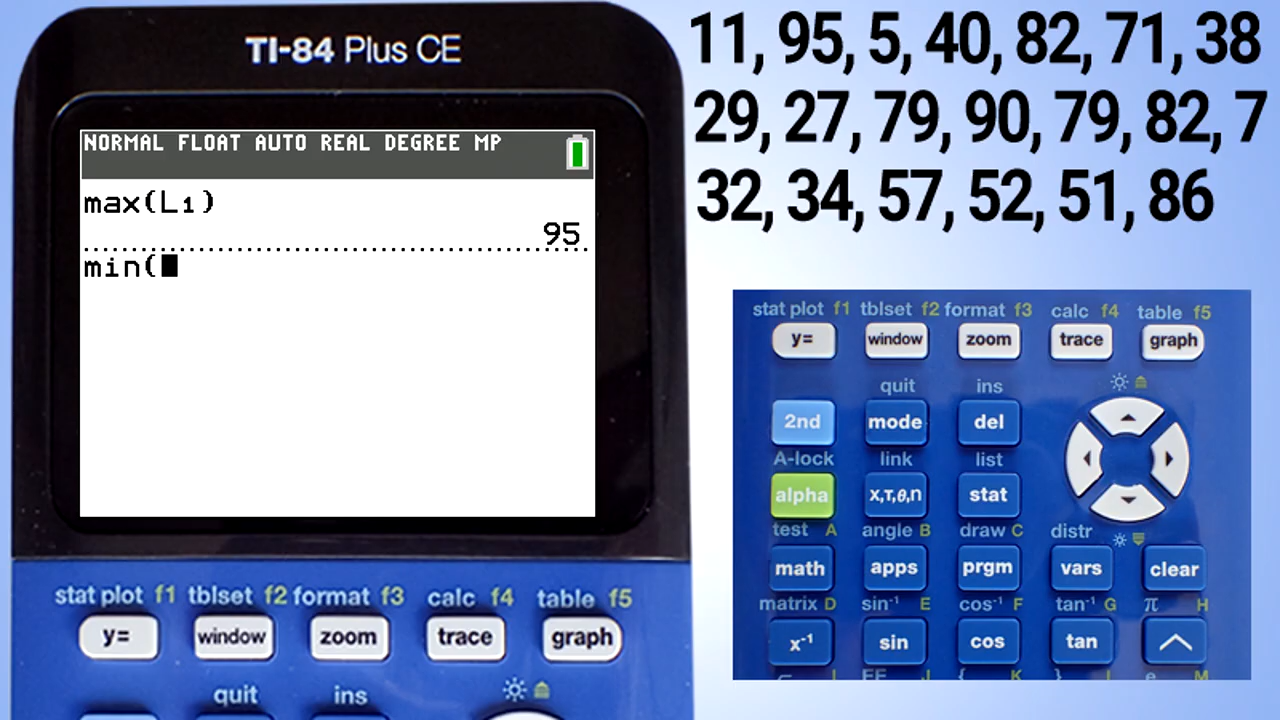 TI-84 Plus CE
NORMAL FLOAT AUTO REAL DEGREE MP
max(L₁)
95
min(
stat plot f1 tblset f2 format f3 calc f4 table f5
y= window zoom trace graph
quit ins
11, 95, 5, 40, 82, 71, 38
29, 27, 79, 90, 79, 82, 7
32, 34, 57, 52, 51, 86
stat plot f1 tblset f2 format f3 calc f4 table f5
y= window zoom trace graph
quit ins
2nd mode del
A-lock link list
alpha x,τ,θ,n stat
test A angle B draw C distr
math apps prgm vars clear
matrix D sin⁻¹ E cos⁻¹ F tan⁻¹ G π H
x⁻¹ sin cos tan ^
EE J { K } e M